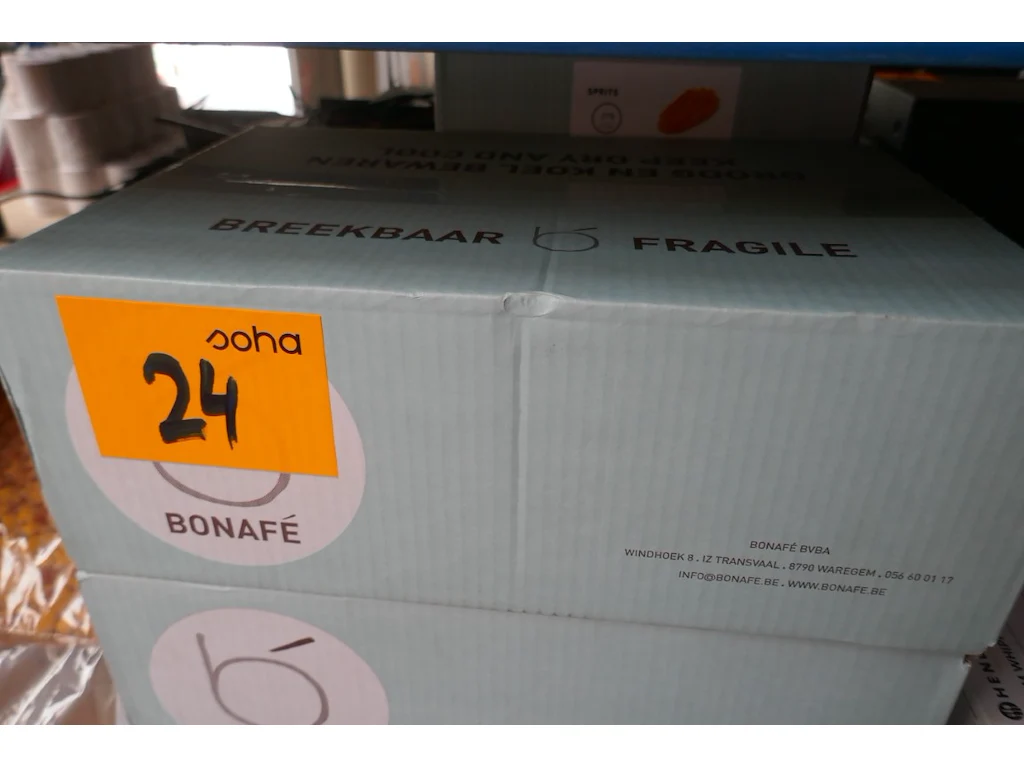 SPRITS
DROOG EN KOEL BEWAREN
KEEP DRY AND COOL
BREEKBAAR b FRAGILE
soha
24
BONAFÉ
BONAFÉ BVBA
WINDHOEK 8 . IZ TRANSVAAL . 8790 WAREGEM . 056 60 01 17
INFO@BONAFE.BE . WWW.BONAFE.BE